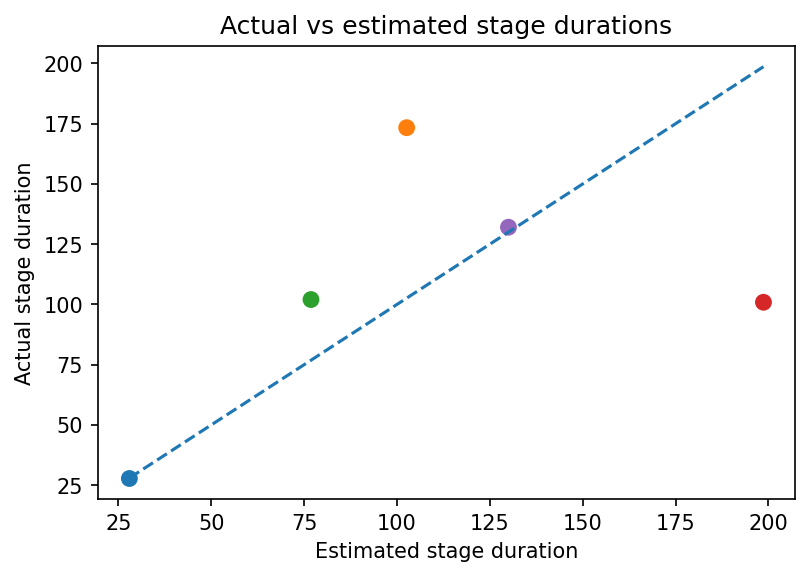 Actual vs estimated stage durations
200
175
150
125
100
75
50
25
Actual stage duration
25 50 75 100 125 150 175 200
Estimated stage duration